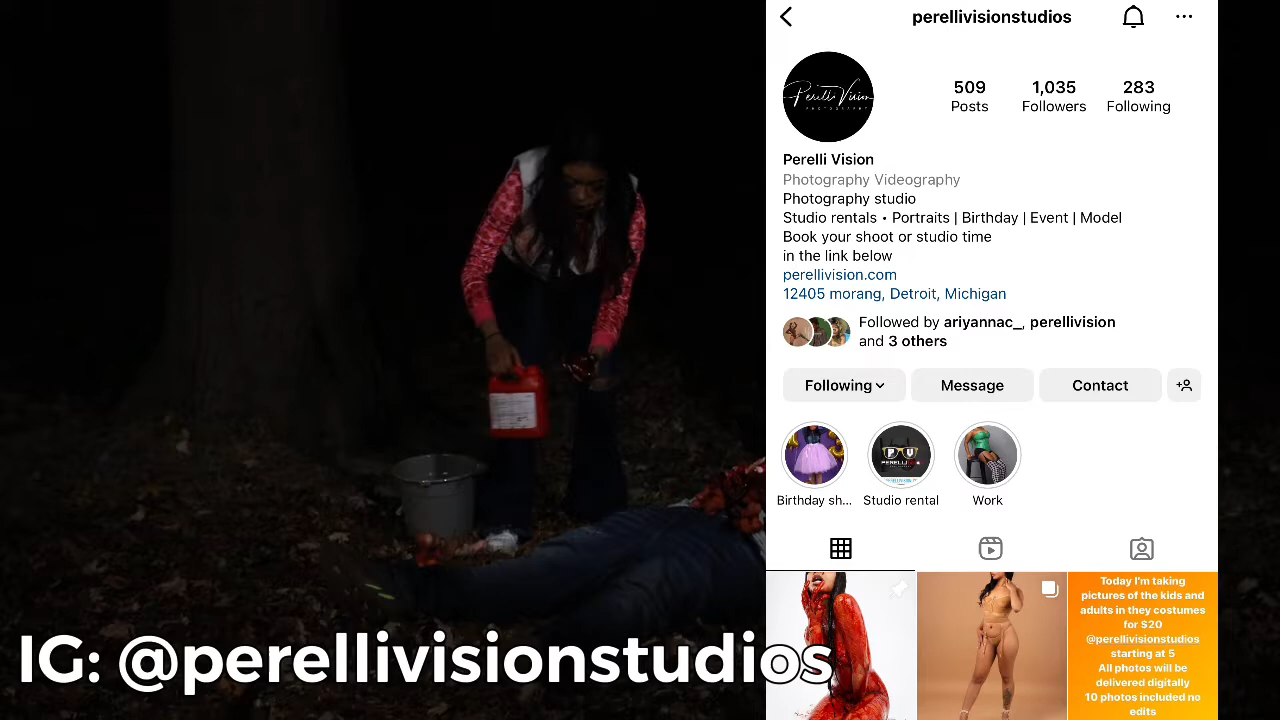 perellivisionstudios
Perelli Vision
PHOTOGRAPHY
509
1,035
283
Posts
Followers
Following
Perelli Vision
Photography Videography
Photography studio
Studio rentals • Portraits | Birthday | Event | Model
Book your shoot or studio time
in the link below
perellivision.com
12405 morang, Detroit, Michigan
Followed by ariyannac_, perellivision
and 3 others
Following
Message
Contact
P V
PERELLI
Birthday sh...
Studio rental
Work
Today I'm taking
pictures of the kids and
adults in they costumes
for $20
@perellivisionstudios
starting at 5
All photos will be
delivered digitally
10 photos included no
edits
IG: @perellivisionstudios